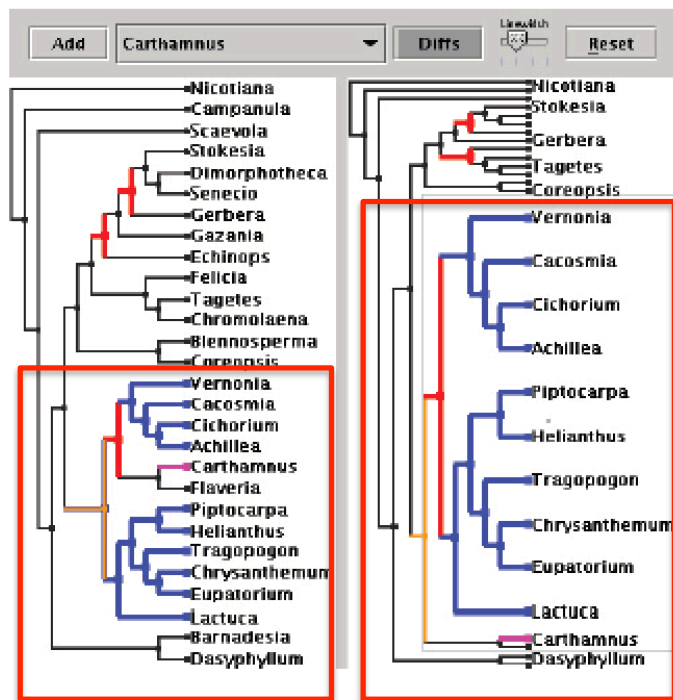 Add Carthamnus Diffs Linewidth Reset
Nicotiana
Campanula
Scaevola
Stokesia
Dimorphotheca
Senecio
Gerbera
Gazania
Echinops
Felicia
Tagetes
Chromolaena
Blennosperma
Coreopsis
Vernonia
Cacosmia
Cichorium
Achillea
Carthamnus
Flaveria
Piptocarpa
Helianthus
Tragopogon
Chrysanthemum
Eupatorium
Lactuca
Barnadesia
Dasyphyllum
Nicotiana
Stokesia
Gerbera
Tagetes
Coreopsis
Vernonia
Cacosmia
Cichorium
Achillea
Piptocarpa
Helianthus
Tragopogon
Chrysanthemum
Eupatorium
Lactuca
Carthamnus
Dasyphyllum